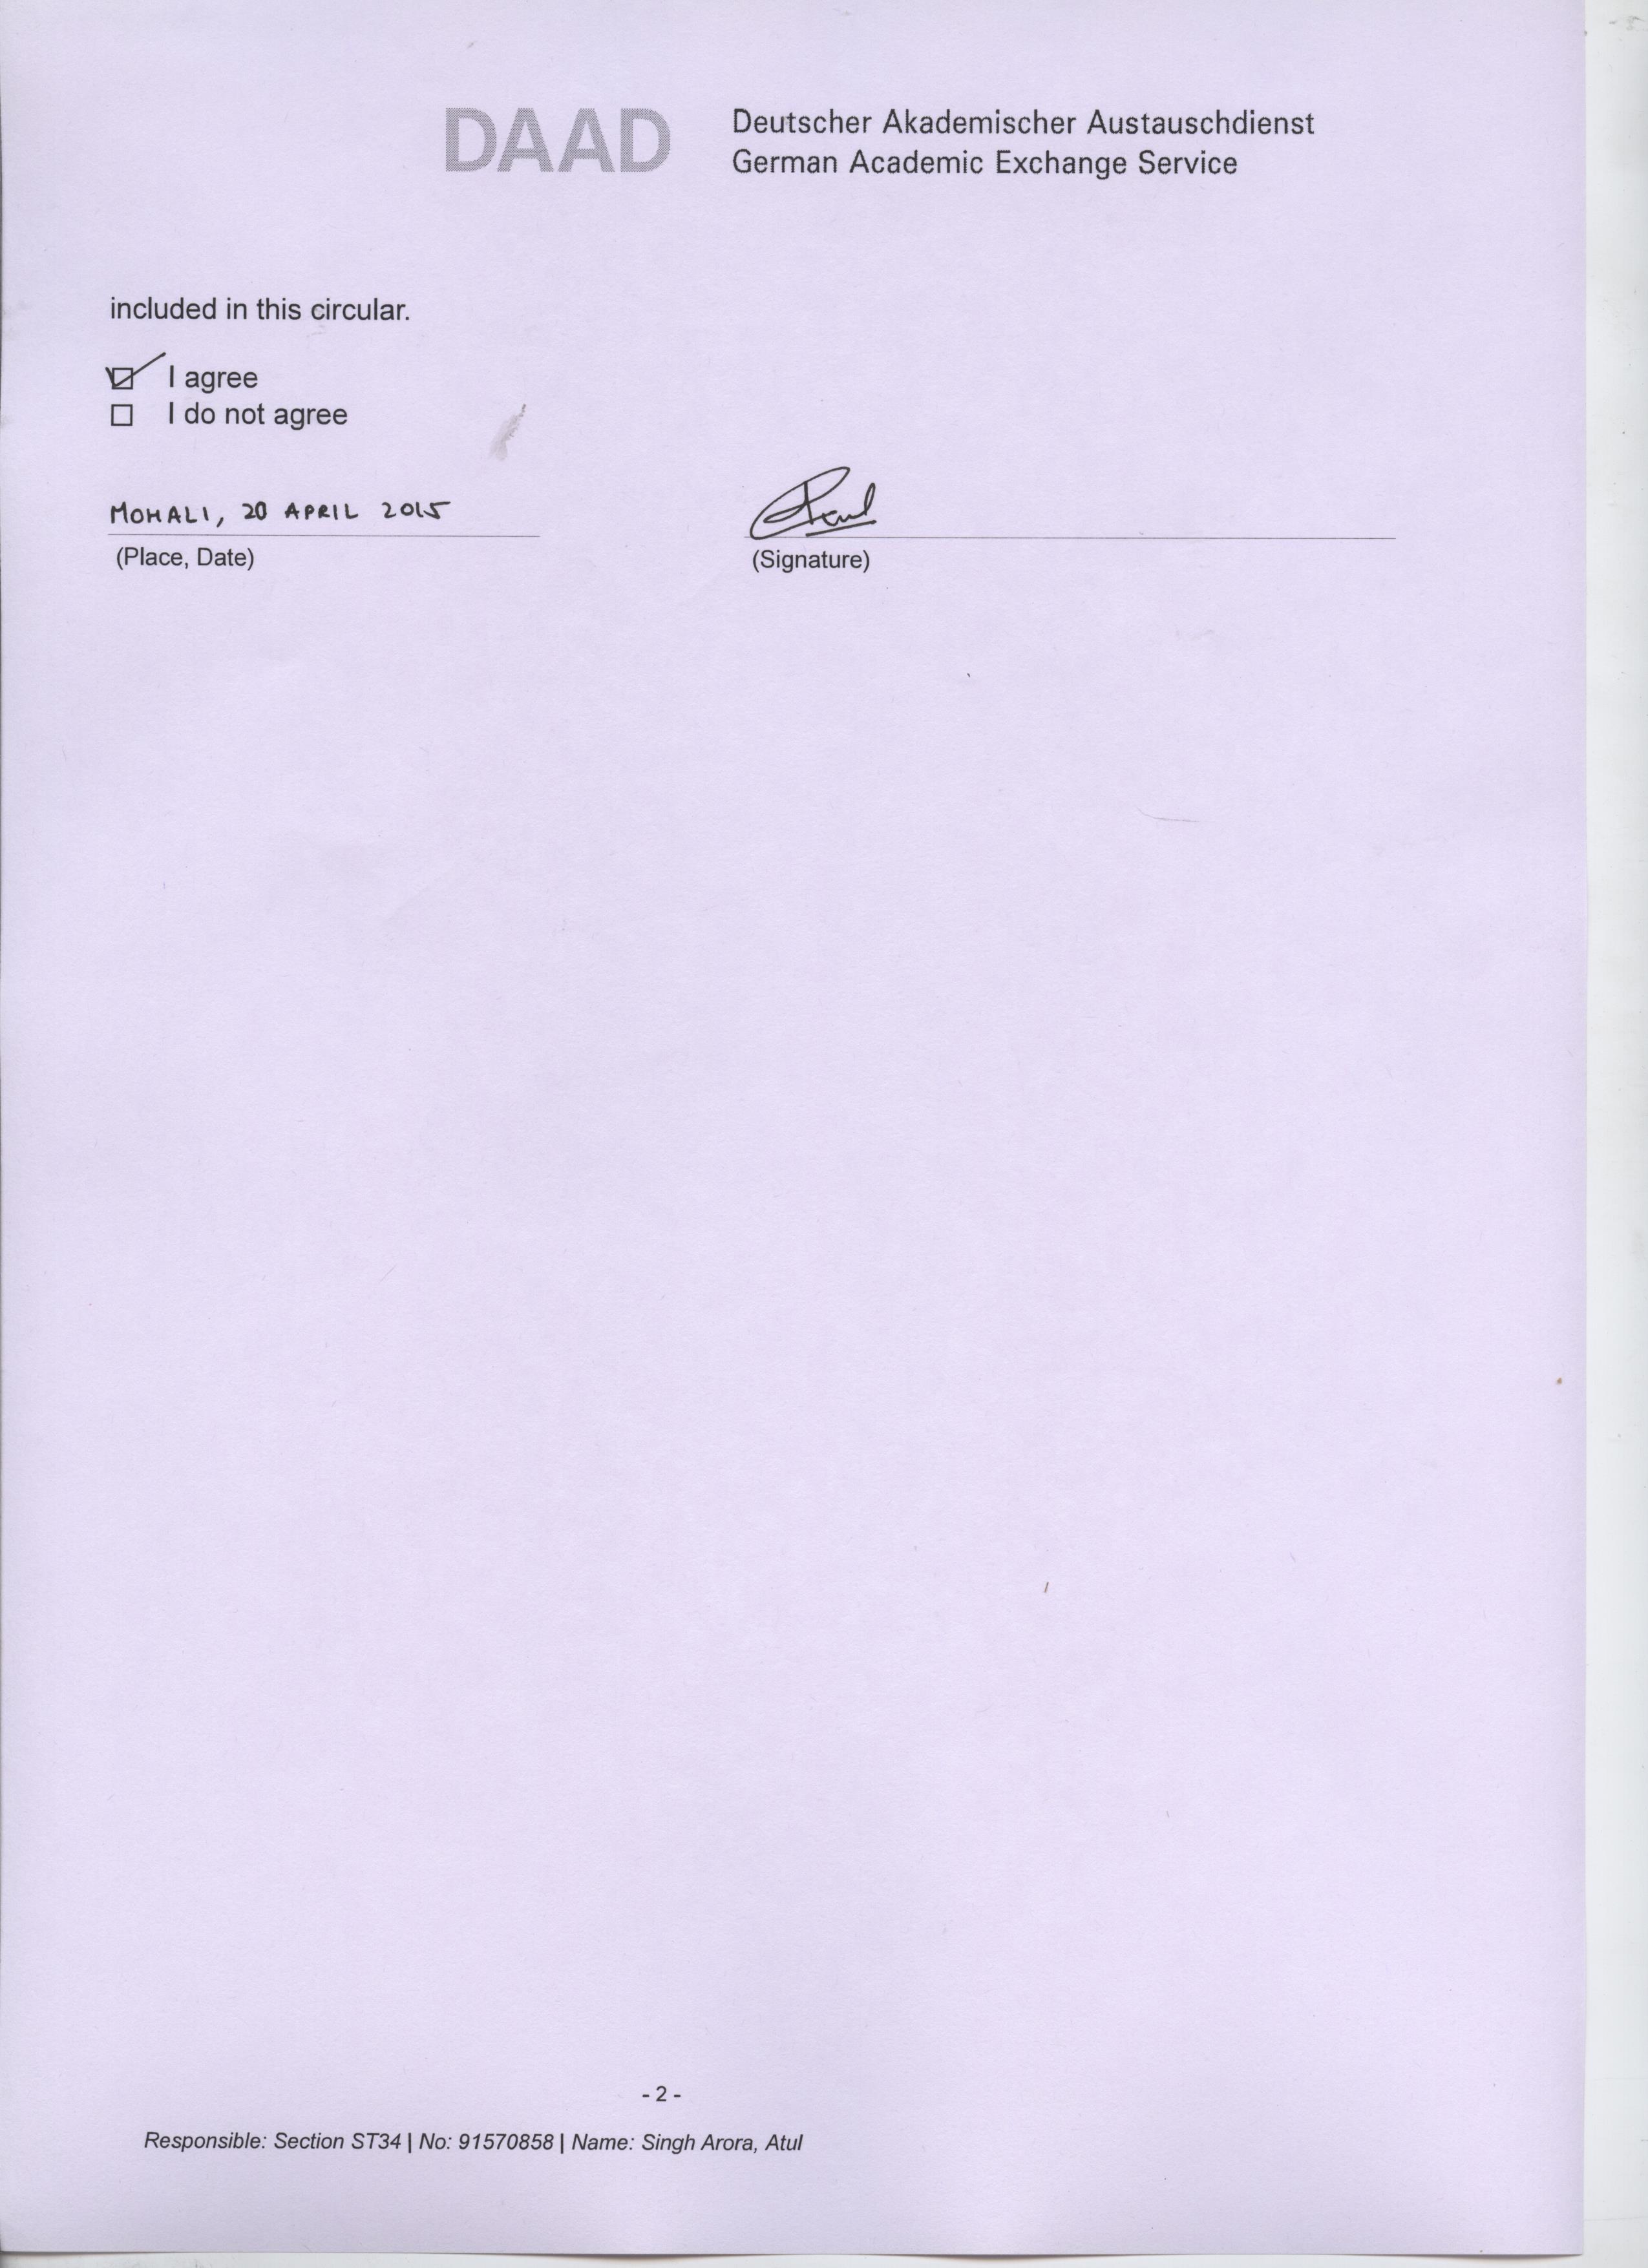 DAAD
Deutscher Akademischer Austauschdienst
German Academic Exchange Service
included in this circular.
I agree
I do not agree
MOHALI, 20 APRIL 2015
(Place, Date)
Atul
(Signature)
- 2 -
Responsible: Section ST34 | No: 91570858 | Name: Singh Arora, Atul